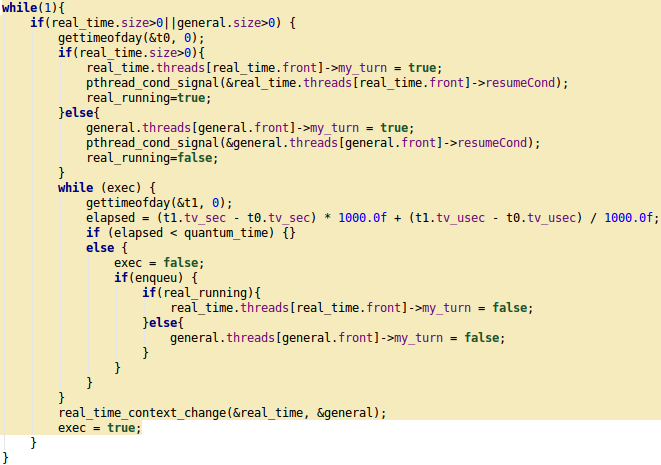 while(1){
    if(real_time.size>0||general.size>0) {
        gettimeofday(&t0, 0);
        if(real_time.size>0){
            real_time.threads[real_time.front]->my_turn = true;
            pthread_cond_signal(&real_time.threads[real_time.front]->resumeCond);
            real_running=true;
        }else{
            general.threads[general.front]->my_turn = true;
            pthread_cond_signal(&general.threads[general.front]->resumeCond);
            real_running=false;
        }
        while (exec) {
            gettimeofday(&t1, 0);
            elapsed = (t1.tv_sec - t0.tv_sec) * 1000.0f + (t1.tv_usec - t0.tv_usec) / 1000.0f;
            if (elapsed < quantum_time) {}
            else {
                exec = false;
                if(enqueu) {
                    if(real_running){
                        real_time.threads[real_time.front]->my_turn = false;
                    }else{
                        general.threads[general.front]->my_turn = false;
                    }
                }
            }
        }
        real_time_context_change(&real_time, &general);
        exec = true;
    }
}